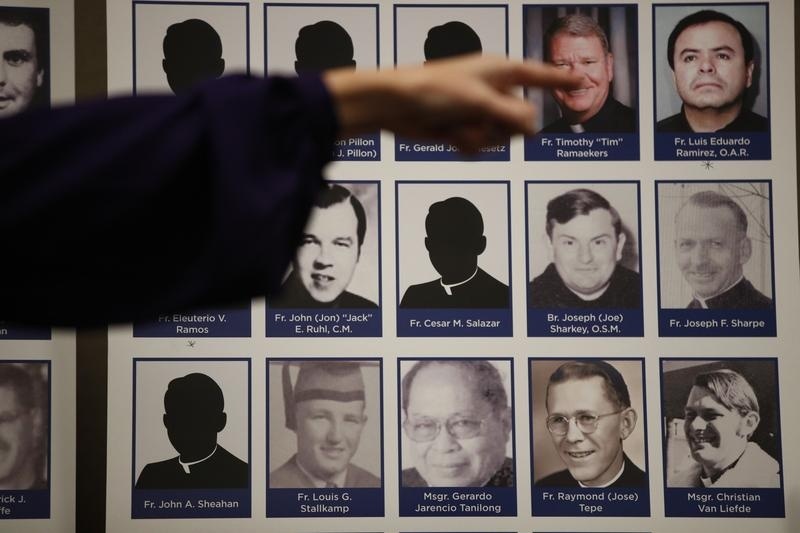 on Pillon
J. Pillon)
Fr. Gerald Jo
Fr. Timothy "Tim"
Ramaekers
Fr. Luis Eduardo
Ramirez, O.A.R.
Fr. Eleuterio V.
Ramos
Fr. John (Jon) "Jack"
E. Ruhl, C.M.
Fr. Cesar M. Salazar
Br. Joseph (Joe)
Sharkey, O.S.M.
Fr. Joseph F. Sharpe
rick J.
ffe
Fr. John A. Sheahan
Fr. Louis G.
Stallkamp
Msgr. Gerardo
Jarencio Tanilong
Fr. Raymond (Jose)
Tepe
Msgr. Christian
Van Liefde